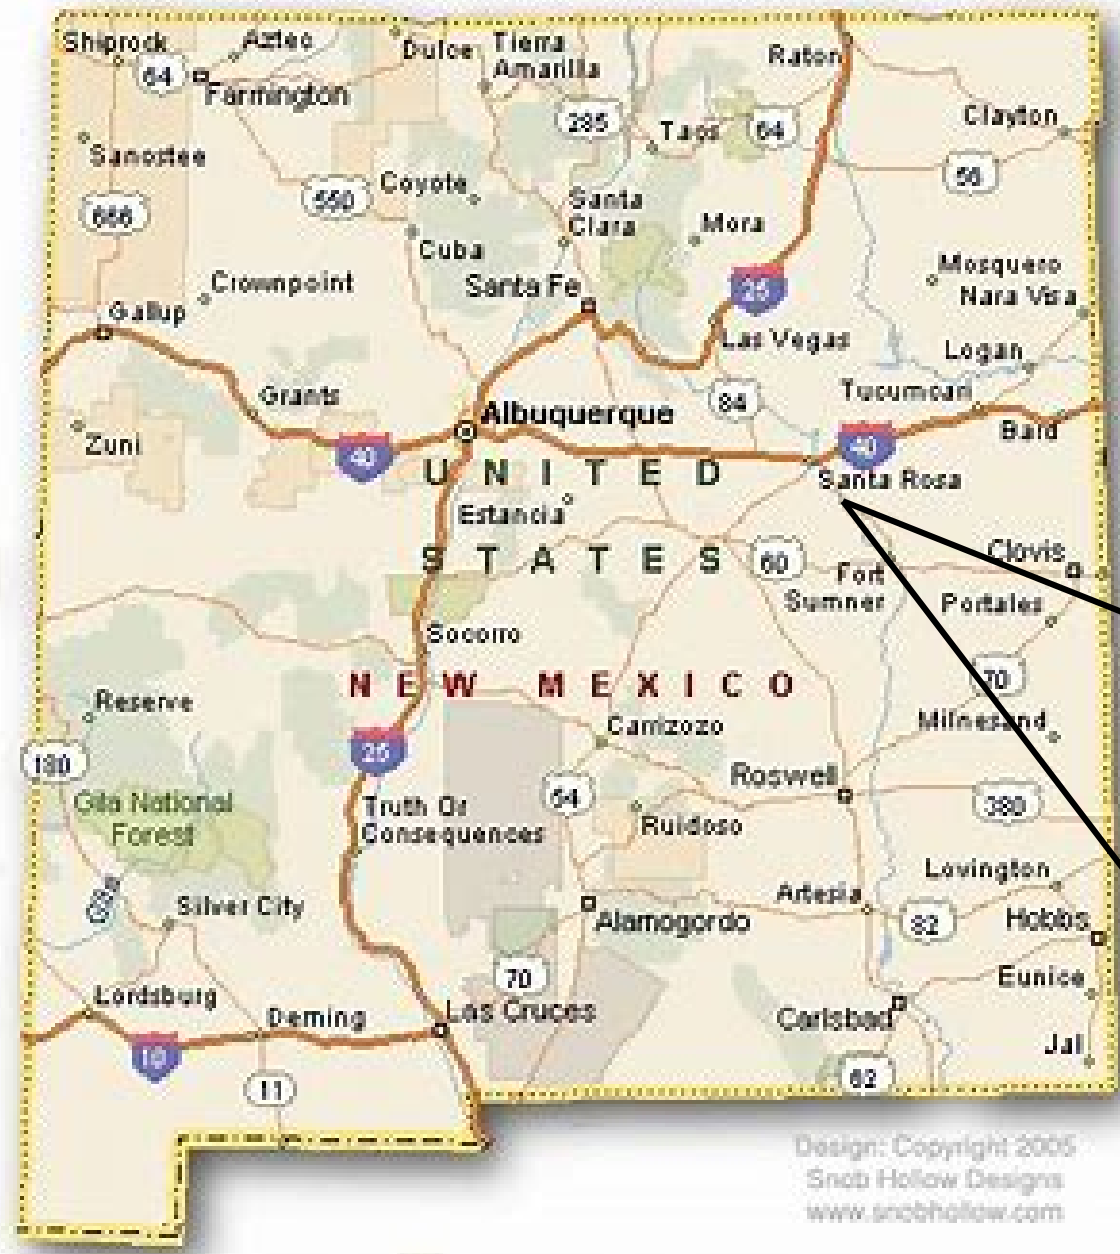 Shiprock
Aztec
Dulce
Tierra
Amarilla
Raton
64
Farmington
285
Taos
64
Clayton
Sanostee
56
Coyote
550
666
Santa
Clara
Mora
Cuba
Mosquero
Crownpoint
Santa Fe
25
Nara Visa
Gallup
Las Vegas
Logan
Grants
84
Tucumcari
Albuquerque
Zuni
40
40
Bard
UNITED
Santa Rosa
Estancia
STATES
60
Clovis
Fort
Sumner
Portales
Socorro
NEW MEXICO
70
Reserve
Milnesand
Carrizozo
25
180
Roswell
54
380
Gila National
Forest
Truth Or
Consequences
Ruidoso
Lovington
Artesia
Silver City
Alamogordo
82
Hobbs
70
Eunice
Lordsburg
Deming
Las Cruces
Carlsbad
Jal
10
11
62
Design: Copyright 2005
Snob Hollow Designs
www.snobhollow.com